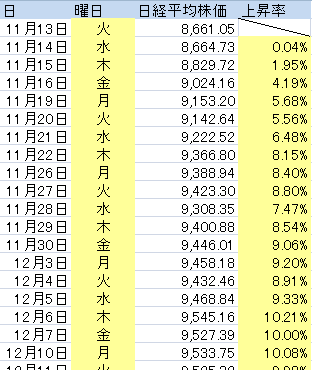 日 曜日 日経平均株価 上昇率
11月13日 火 8,661.05
11月14日 水 8,664.73 0.04%
11月15日 木 8,829.72 1.95%
11月16日 金 9,024.16 4.19%
11月19日 月 9,153.20 5.68%
11月20日 火 9,142.64 5.56%
11月21日 水 9,222.52 6.48%
11月22日 木 9,366.80 8.15%
11月26日 月 9,388.94 8.40%
11月27日 火 9,423.30 8.80%
11月28日 水 9,308.35 7.47%
11月29日 木 9,400.88 8.54%
11月30日 金 9,446.01 9.06%
12月3日 月 9,458.18 9.20%
12月4日 火 9,432.46 8.91%
12月5日 水 9,468.84 9.33%
12月6日 木 9,545.16 10.21%
12月7日 金 9,527.39 10.00%
12月10日 月 9,533.75 10.08%